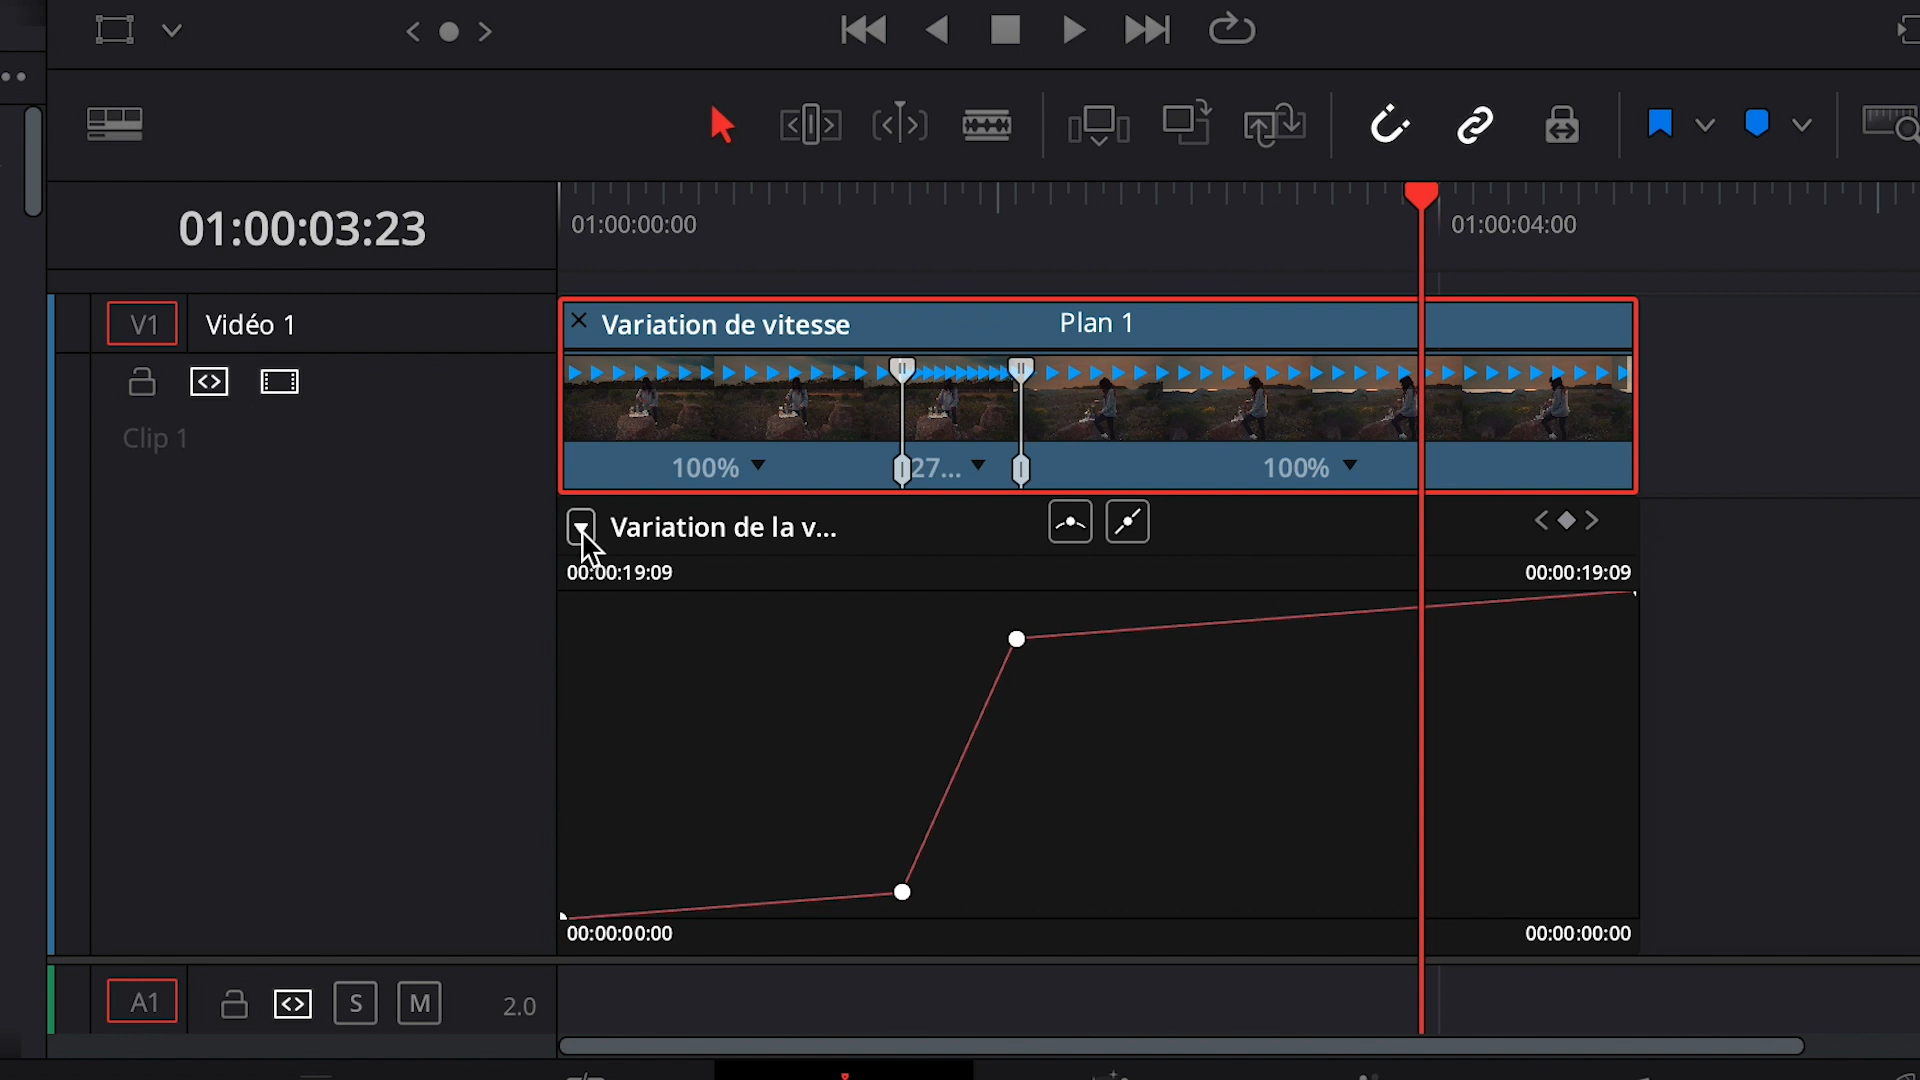 01:00:03:23
01:00:00:00
01:00:04:00
V1
Vidéo 1
Variation de vitesse
Plan 1
Clip 1
100%
27...
100%
Variation de la v...
00:00:19:09
00:00:19:09
00:00:00:00
00:00:00:00
A1
S
M
2.0